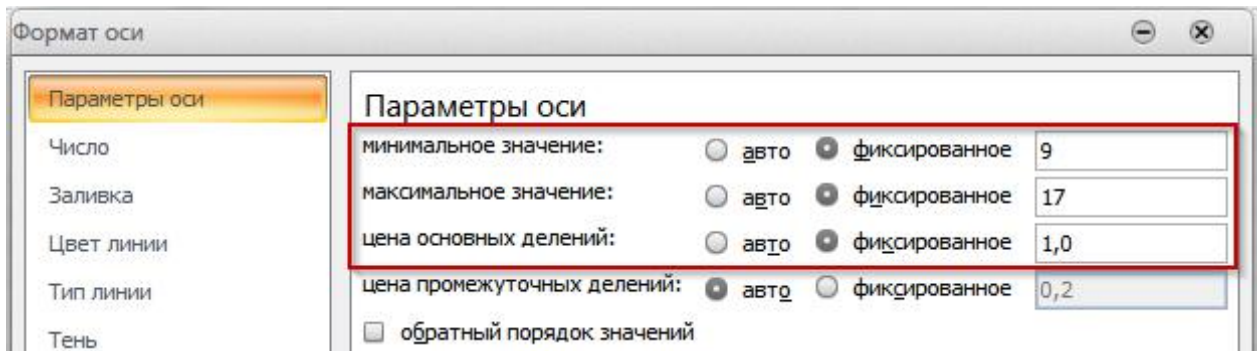 Формат оси
Параметры оси
Число
Заливка
Цвет линии
Тип линии
Тень
Параметры оси
минимальное значение: авто фиксированное 9
максимальное значение: авто фиксированное 17
цена основных делений: авто фиксированное 1,0
цена промежуточных делений: авто фиксированное 0,2
обратный порядок значений